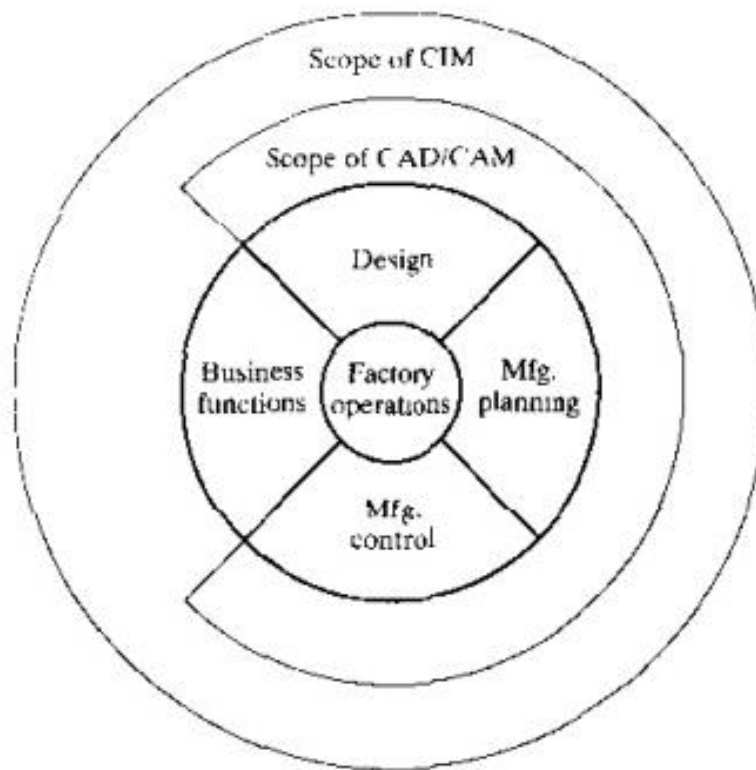 Scope of CIM
Scope of CAD/CAM
Design
Business
functions
Factory
operations
Mfg.
planning
Mfg.
control